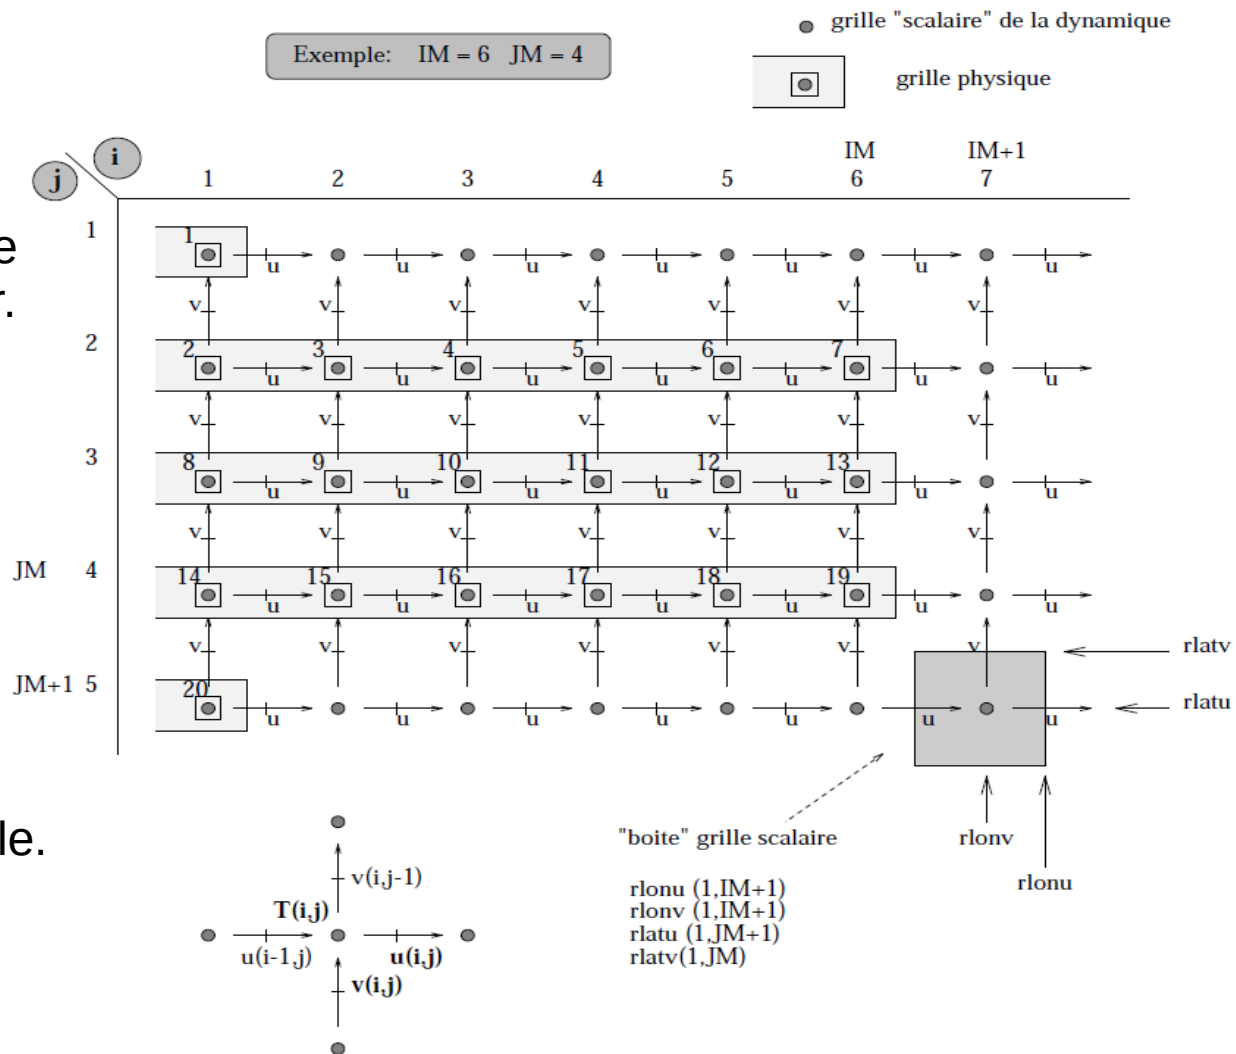 grille "scalaire" de la dynamique
Exemple: IM = 6 JM = 4
grille physique
i
j
IM IM+1
1 2 3 4 5 6 7
1
e
1
u u u u u u u
r.
v v v v v v v
2
2 3 4 5 6 7
u u u u u u u
v v v v v v v
3
8 9 10 11 12 13
u u u u u u u
v v v v v v v
JM 4
14 15 16 17 18 19
u u u u u u u
v v v v v v v
rlatv
JM+1 5
20
u u u u u u u
rlatu
le.
"boite" grille scalaire
rlonv
rlonu
rlonu (1,IM+1)
rlonv (1,IM+1)
rlatu (1,JM+1)
rlatv(1,JM)
v(i,j-1)
T(i,j)
u(i-1,j) u(i,j)
v(i,j)